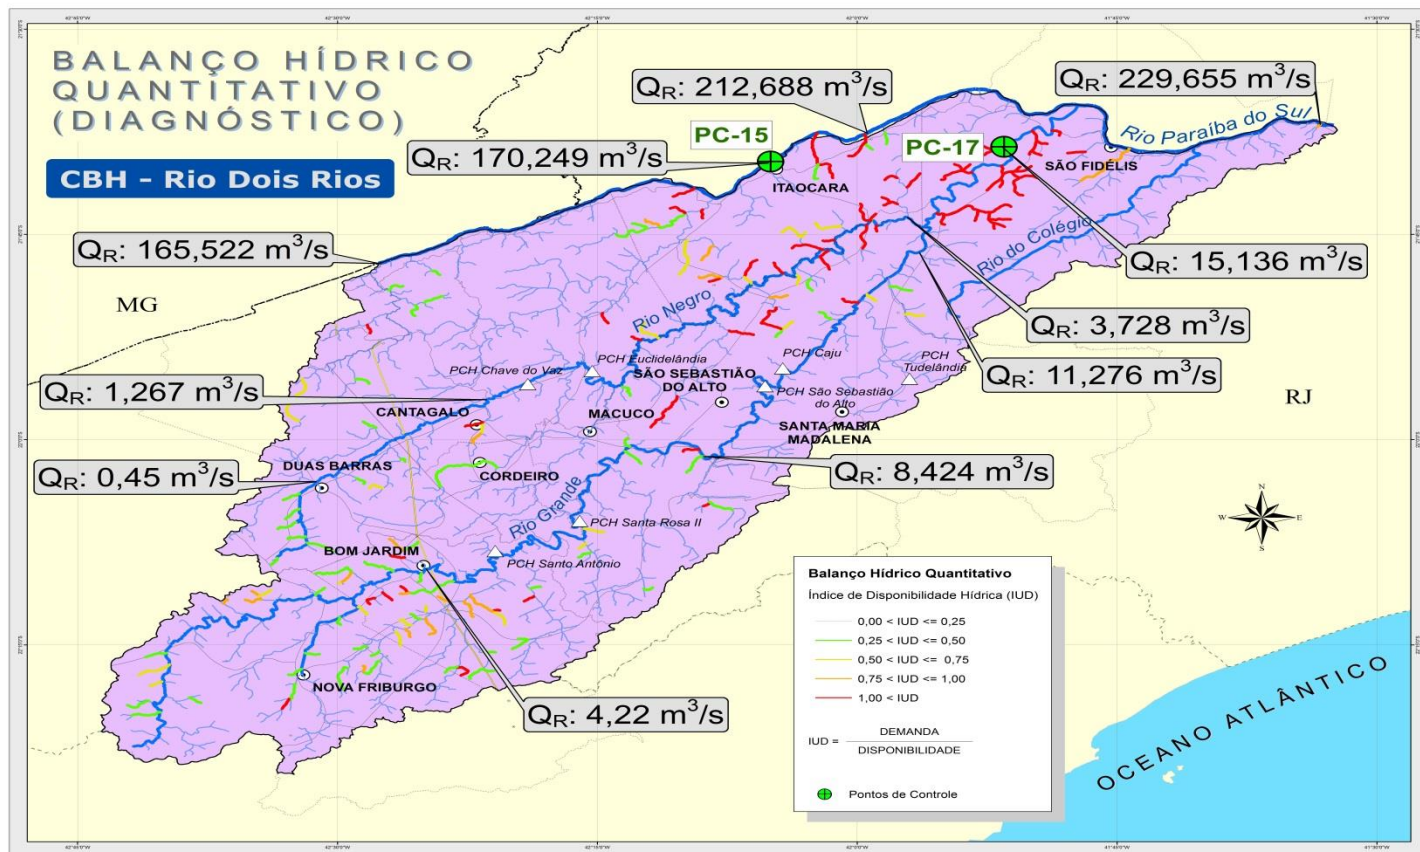 BALANÇO HÍDRICO
QUANTITATIVO
(DIAGNÓSTICO)
CBH - Rio Dois Rios
QR: 212,688 m³/s
QR: 229,655 m³/s
Rio Paraíba do Sul
PC-15
PC-17
QR: 170,249 m³/s
ITAOCARA
SÃO FIDÉLIS
QR: 165,522 m³/s
Rio do Colégio
QR: 15,136 m³/s
MG
Rio Negro
QR: 3,728 m³/s
PCH Euclidelândia
PCH Caju
PCH
Tudelândia
PCH Chave do Vaz
SÃO SEBASTIÃO
DO ALTO
QR: 11,276 m³/s
QR: 1,267 m³/s
PCH São Sebastião
do Alto
RJ
CANTAGALO
MACUCO
SANTA MARIA
MADALENA
DUAS BARRAS
QR: 0,45 m³/s
CORDEIRO
QR: 8,424 m³/s
Rio Grande
PCH Santa Rosa II
N
W
E
S
BOM JARDIM
PCH Santo Antônio
NOVA FRIBURGO
QR: 4,22 m³/s
Balanço Hídrico Quantitativo
Índice de Disponibilidade Hídrica (IUD)
0,00 < IUD <= 0,25
0,25 < IUD <= 0,50
0,50 < IUD <= 0,75
0,75 < IUD <= 1,00
1,00 < IUD
IUD = DEMANDA
DISPONIBILIDADE
Pontos de Controle
OCEANO ATLÂNTICO